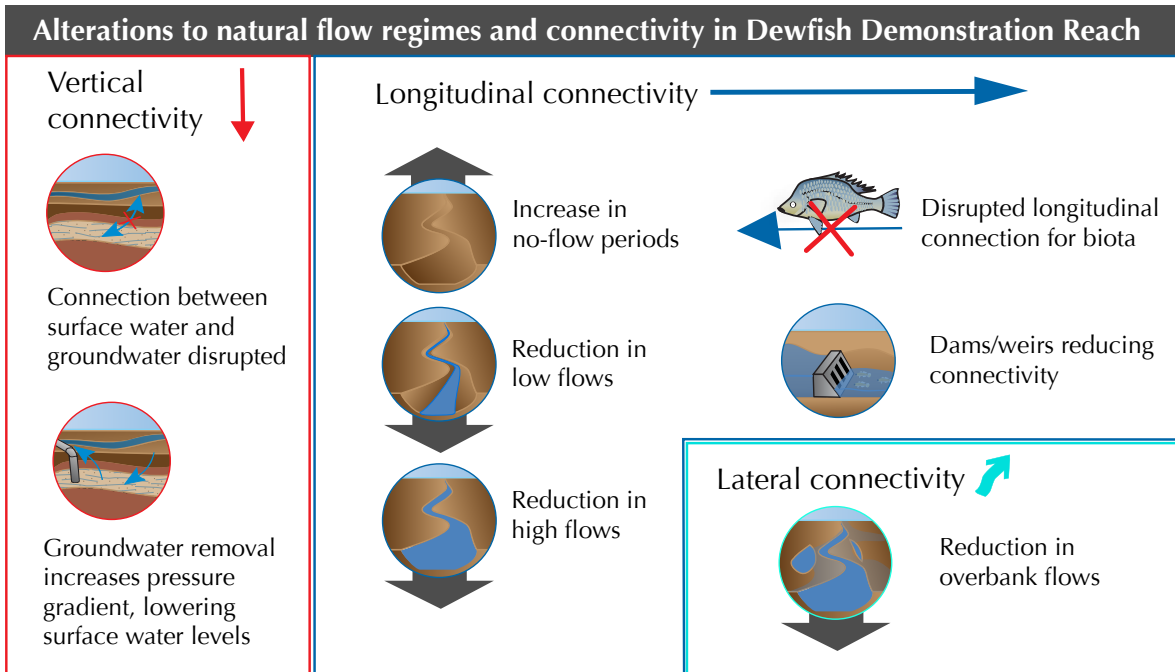 Alterations to natural flow regimes and connectivity in Dewfish Demonstration Reach
Vertical
connectivity
Connection between
surface water and
groundwater disrupted
Groundwater removal
increases pressure
gradient, lowering
surface water levels
Longitudinal connectivity
Increase in
no-flow periods
Disrupted longitudinal
connection for biota
Reduction in
low flows
Dams/weirs reducing
connectivity
Reduction in
high flows
Lateral connectivity
Reduction in
overbank flows